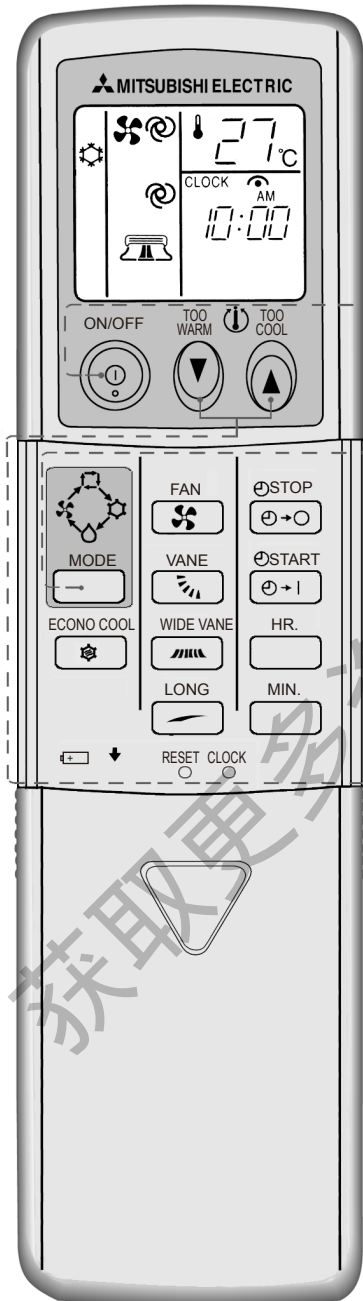 MITSUBISHI ELECTRIC
27℃
CLOCK
AM
10:00
ON/OFF
TOO WARM
TOO COOL
MODE
FAN
STOP
VANE
START
ECONO COOL
WIDE VANE
HR.
LONG
MIN.
RESET CLOCK
获取更多